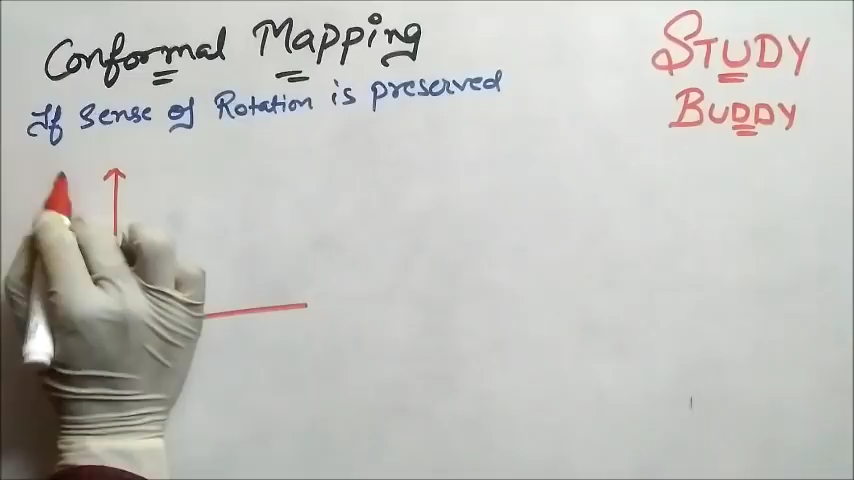 Conformal Mapping
If Sense of Rotation is preserved
STUDY
BUDDY